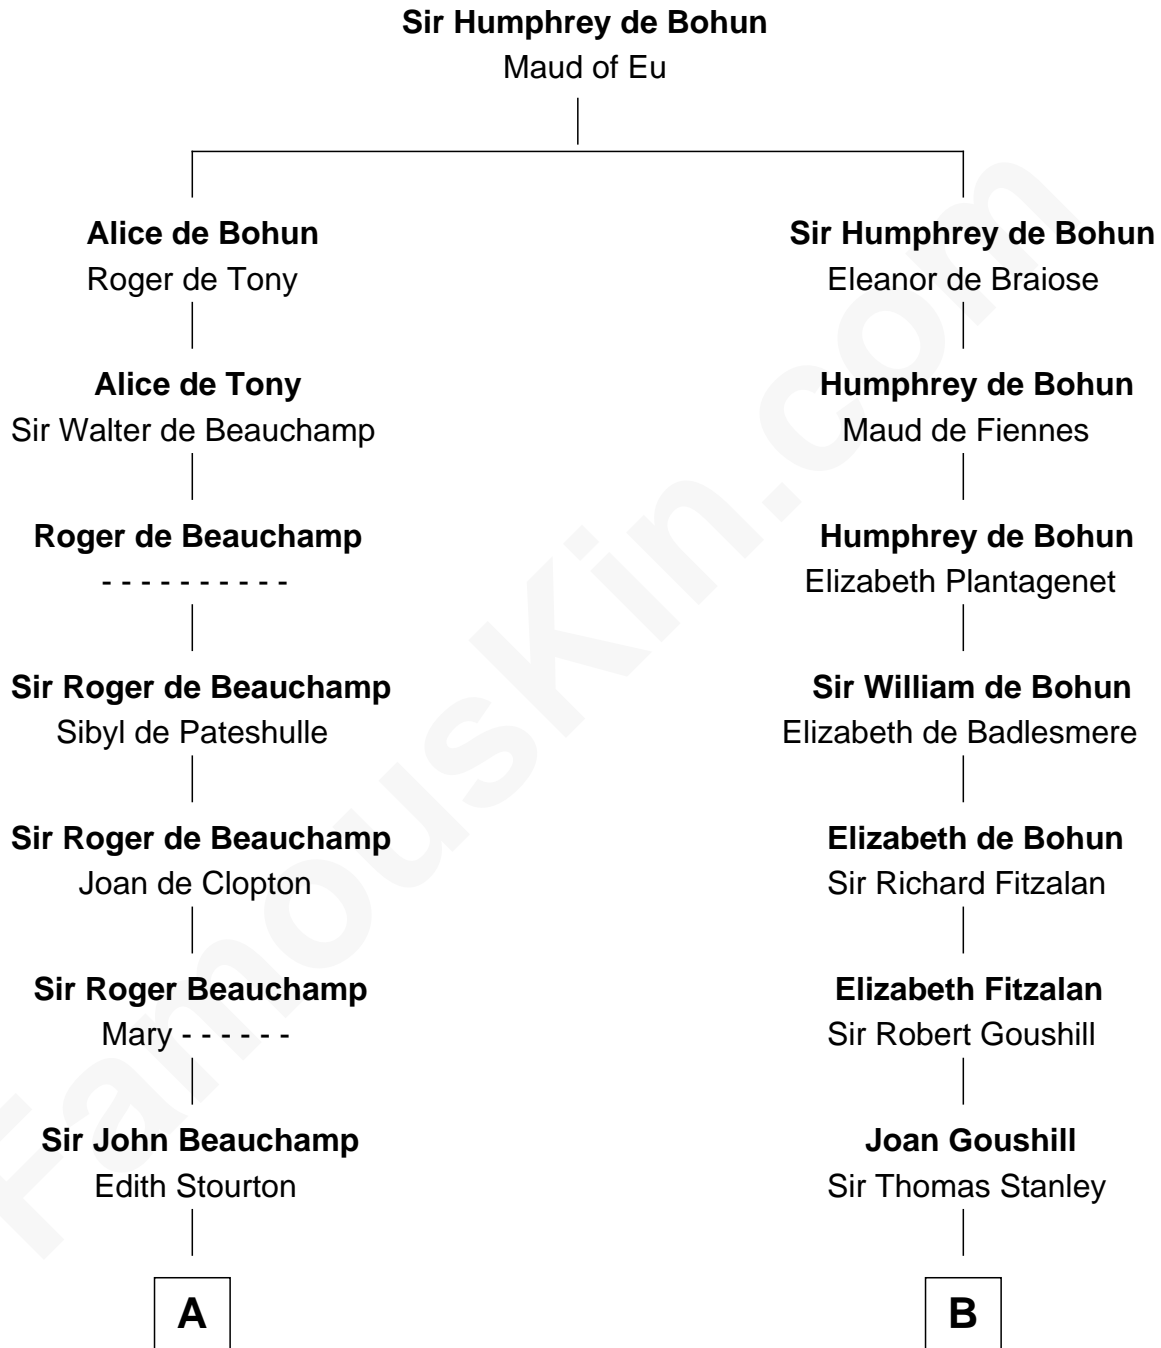 Sir Humphrey de Bohun
Maud of Eu
Alice de Bohun
Roger de Tony
Sir Humphrey de Bohun
Eleanor de Braiose
Alice de Tony
Sir Walter de Beauchamp
Humphrey de Bohun
Maud de Fiennes
Roger de Beauchamp
- - - - - - - - - -
Humphrey de Bohun
Elizabeth Plantagenet
Sir Roger de Beauchamp
Sibyl de Pateshulle
Sir William de Bohun
Elizabeth de Badlesmere
Sir Roger de Beauchamp
Joan de Clopton
Elizabeth de Bohun
Sir Richard Fitzalan
Sir Roger Beauchamp
Mary - - - - - -
Elizabeth Fitzalan
Sir Robert Goushill
Sir John Beauchamp
Edith Stourton
Joan Goushill
Sir Thomas Stanley
A
B
FamousKin.com